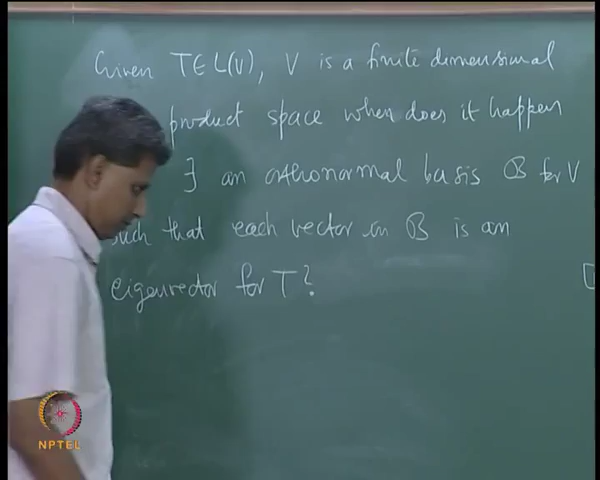 Given T∈L(V), V is a finite dimensional
product space when does it happen
∃ an orthonormal basis B for V
such that each vector in B is an
eigenvector for T?
NPTEL